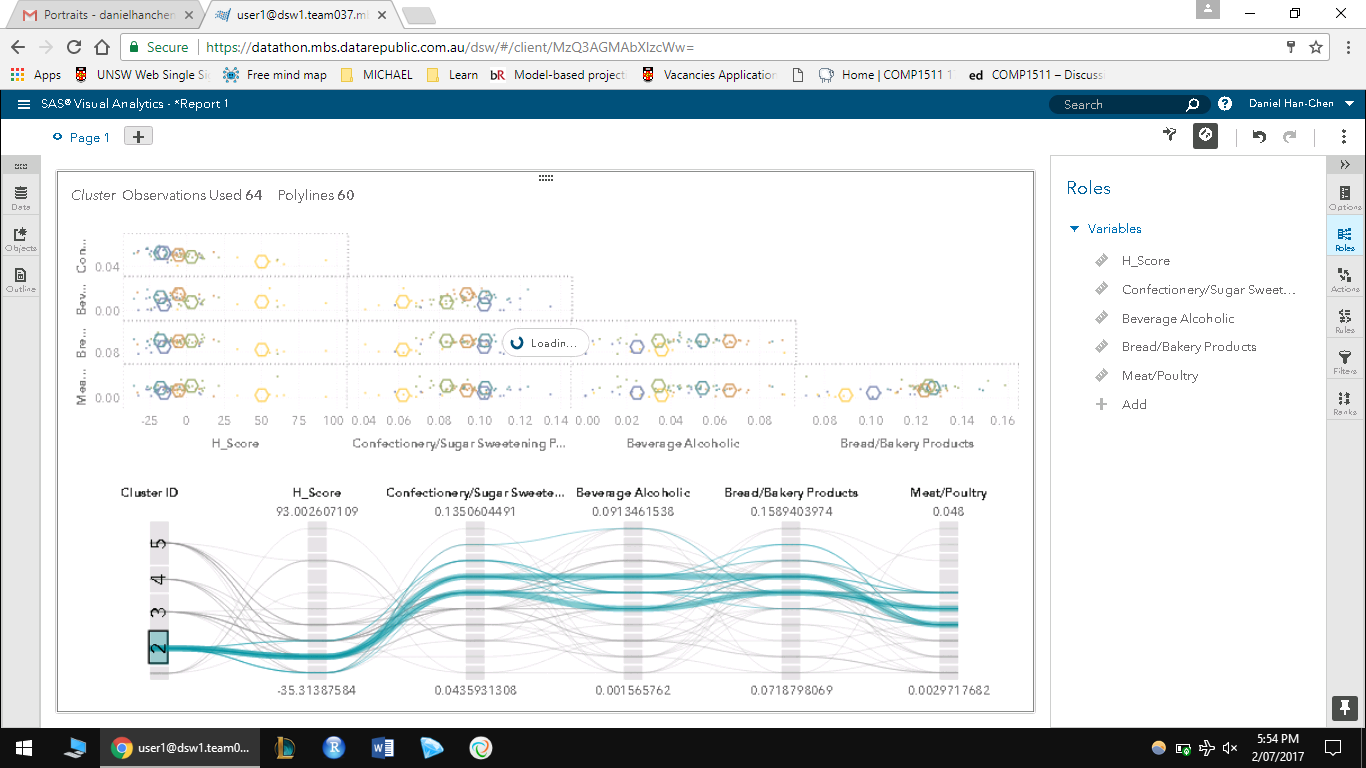 Portraits - danielhanchen
user1@dsw1.team037.m
Secure https://datathon.mbs.datarepublic.com.au/dsw/#/client/MzQ3AGMAbXIzcWw=
Apps UNSW Web Single Si Free mind map MICHAEL Learn bR Model-based project Vacancies Application Home | COMP1511 1 ed COMP1511 – Discuss
SAS® Visual Analytics - *Report 1 Search Daniel Han-Chen
Page 1
Data
Objects
Outline
Cluster Observations Used 64 Polylines 60
Con...
0.04
Bev...
0.00
Bre...
0.08
Mea...
0.00
Loadin...
-25 0 25 50 75 100 0.04 0.06 0.08 0.10 0.12 0.14 0.00 0.02 0.04 0.06 0.08 0.08 0.10 0.12 0.14 0.16
H_Score Confectionery/Sugar Sweetening P... Beverage Alcoholic Bread/Bakery Products
Cluster ID H_Score Confectionery/Sugar Sweete... Beverage Alcoholic Bread/Bakery Products Meat/Poultry
93.002607109 0.1350604491 0.0913461538 0.1589403974 0.048
5
4
3
2
-35.31387584 0.0435931308 0.001565762 0.0718798069 0.0029717682
Roles
Variables
H_Score
Confectionery/Sugar Sweet...
Beverage Alcoholic
Bread/Bakery Products
Meat/Poultry
Add
Options
Roles
Actions
Rules
Filters
Ranks
user1@dsw1.team0...
R
W
5:54 PM
2/07/2017